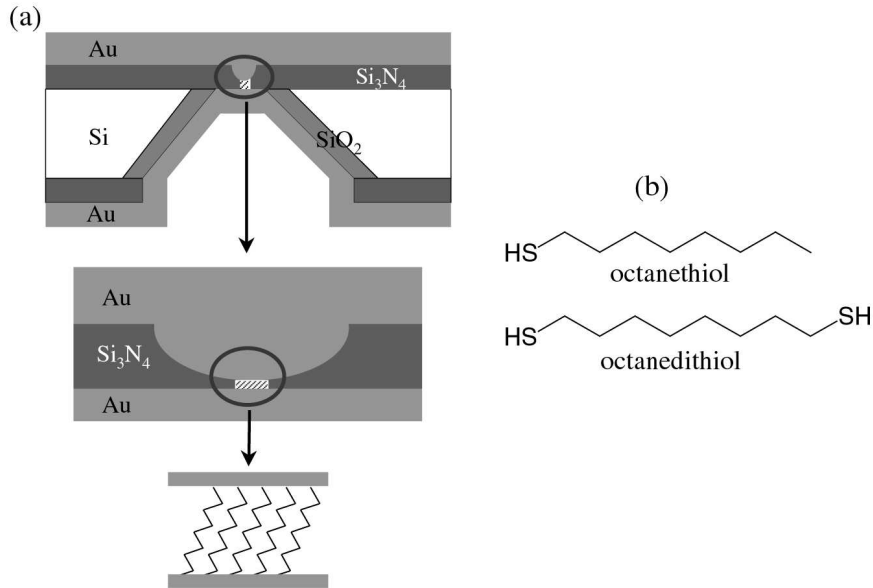 (a)
Au
Si₃N₄
Si
SiO₂
Au
Au
Si₃N₄
Au
(b)
HS
octanethiol
HS
SH
octanedithiol